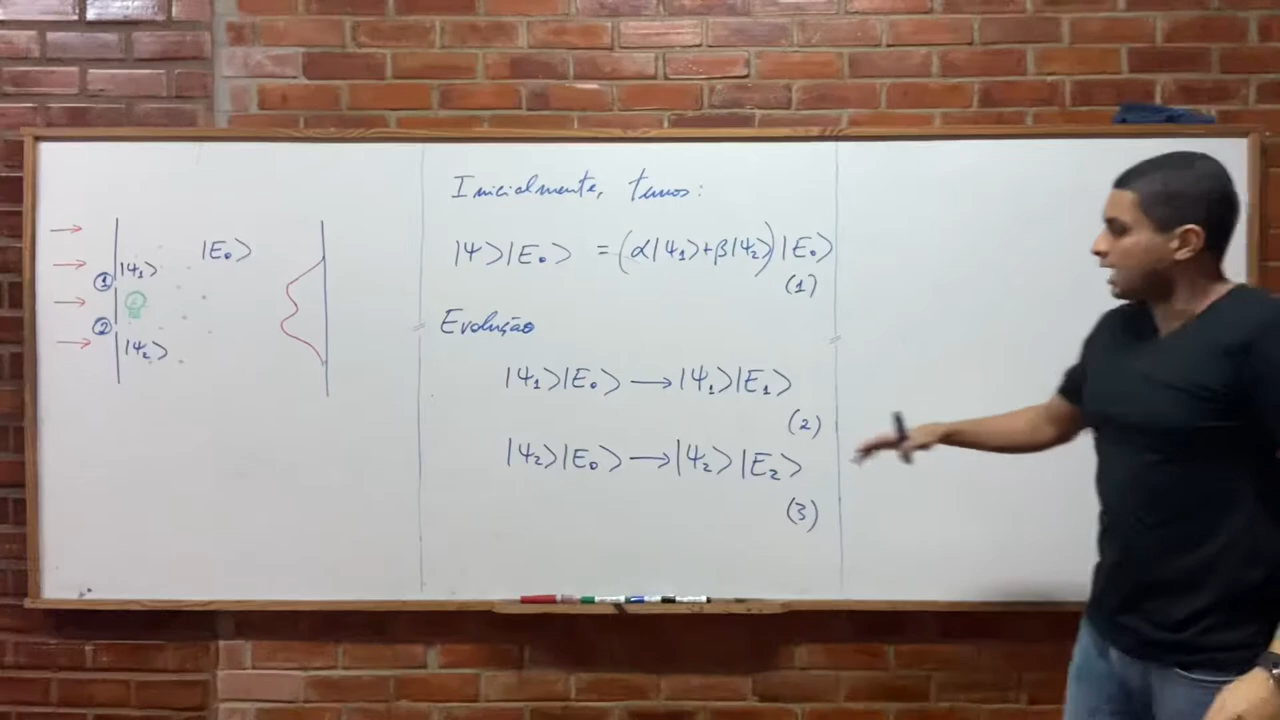 |E₀⟩
|ψ₁⟩
①
②
|ψ₂⟩
Inicialmente, temos:
|Ψ⟩|E₀⟩ = (α|ψ₁⟩+β|ψ₂⟩)|E₀⟩
(1)
Evolução
|ψ₁⟩|E₀⟩ → |ψ₁⟩|E₁⟩
(2)
|ψ₂⟩|E₀⟩ → |ψ₂⟩|E₂⟩
(3)